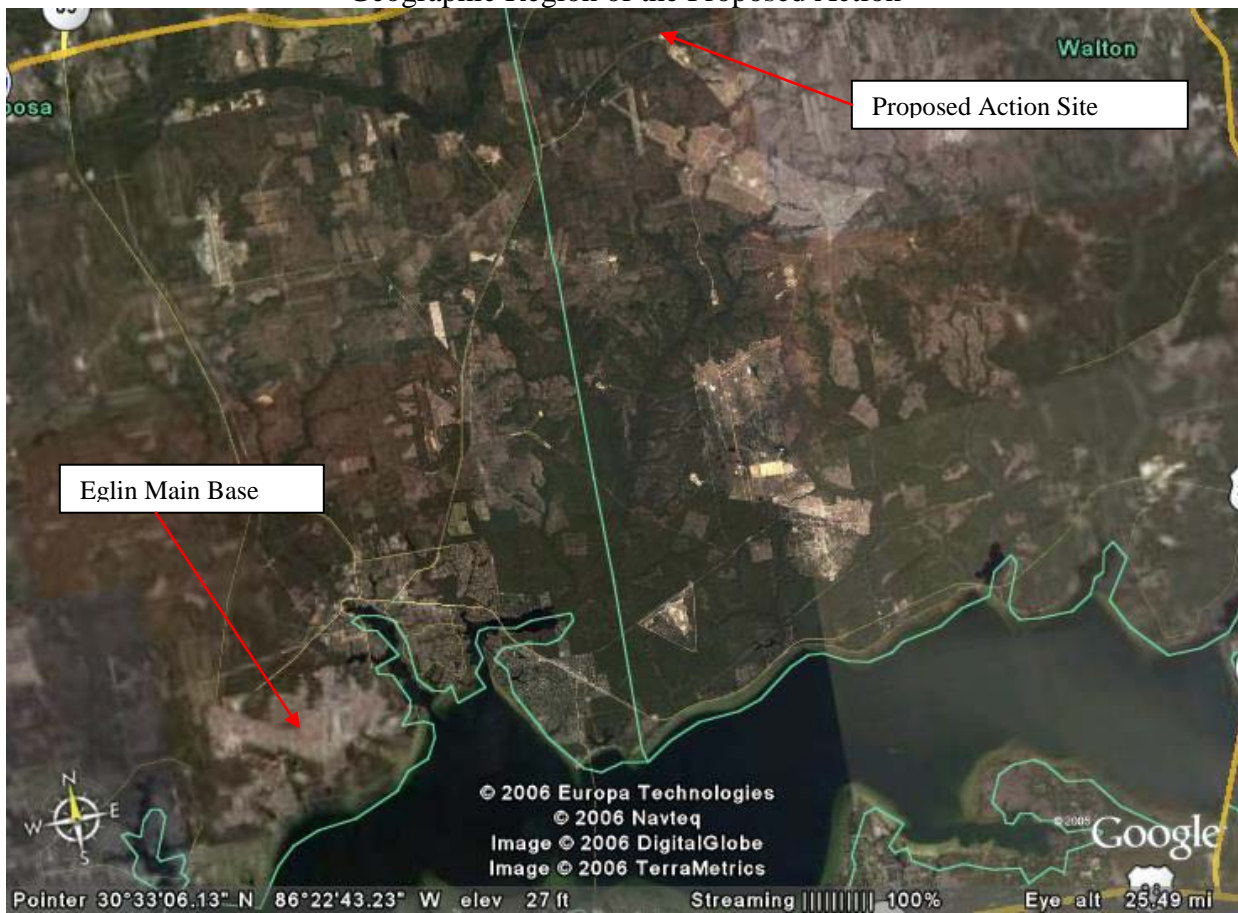 Geographic Region of the Proposed Action
Walton
Proposed Action Site
oosa
Eglin Main Base
N
W
E
S
© 2006 Europa Technologies
© 2006 Navteq
Image © 2006 DigitalGlobe
Image © 2006 TerraMetrics
Google
98
Pointer 30°33'06.13" N 86°22'43.23" W elev 27 ft Streaming |||||||||| 100% Eye alt 25.49 mi